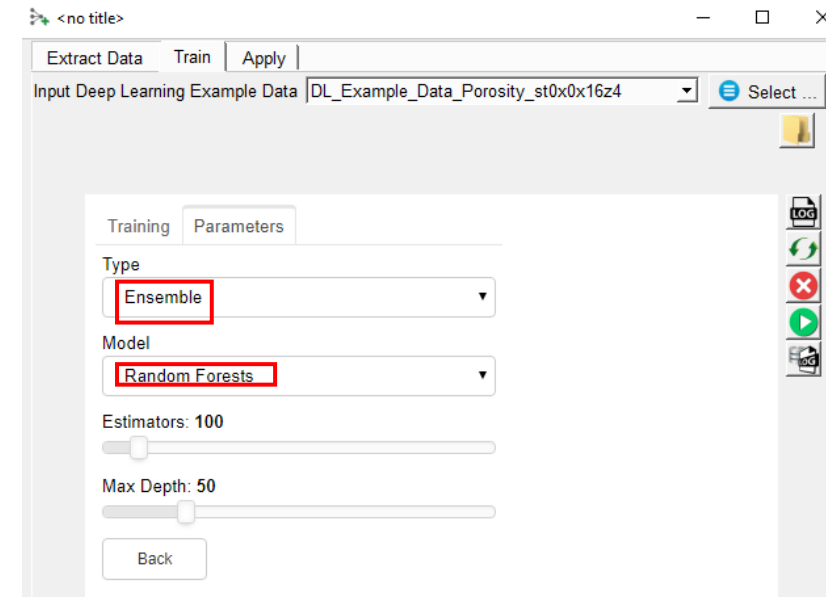 <no title>
Extract Data Train Apply
Input Deep Learning Example Data DL_Example_Data_Porosity_st0x0x16z4 Select ...
Training Parameters
LOG
Type
Ensemble
Model
Random Forests
LOG
Estimators: 100
Max Depth: 50
Back